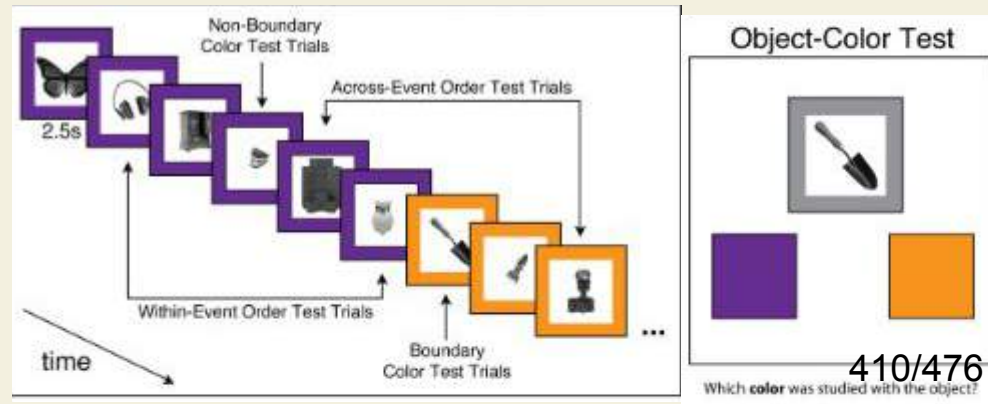 Non-Boundary
Color Test Trials
Across-Event Order Test Trials
2.5s
Within-Event Order Test Trials
time
Boundary
Color Test Trials
...
Object-Color Test
410/476
Which color was studied with the object?